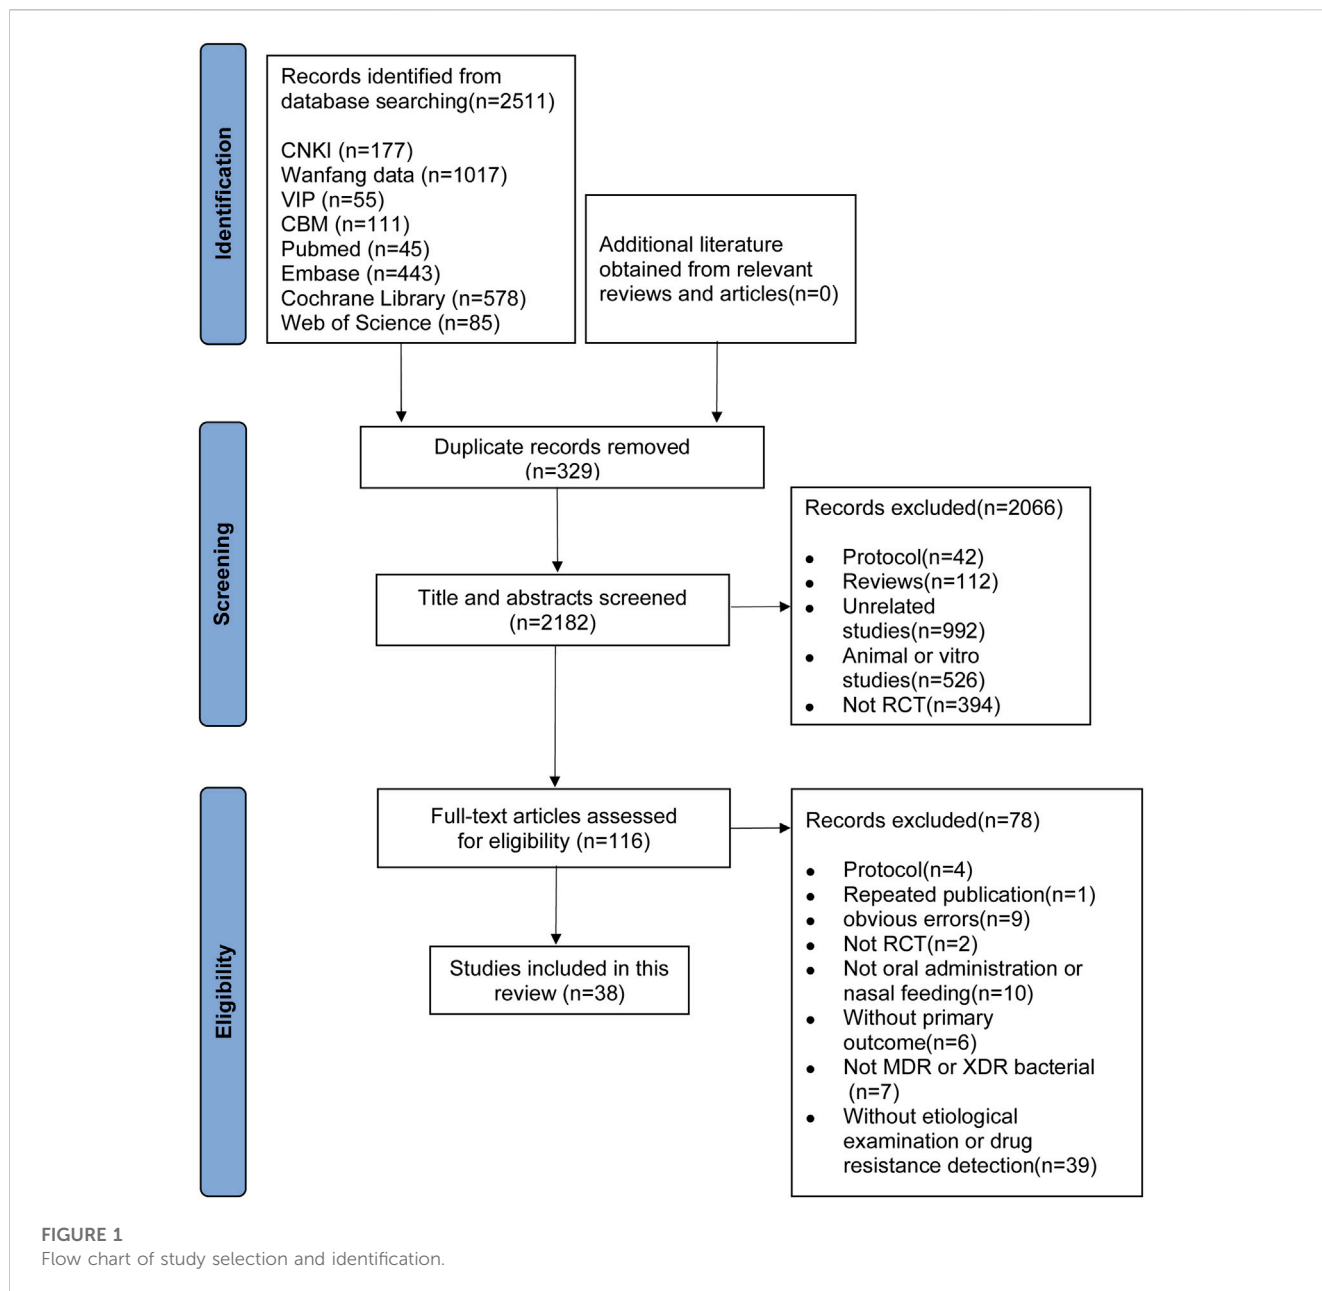 Identification
Records identified from
database searching(n=2511)
CNKI (n=177)
Wanfang data (n=1017)
VIP (n=55)
CBM (n=111)
Pubmed (n=45)
Embase (n=443)
Cochrane Library (n=578)
Web of Science (n=85)
Additional literature
obtained from relevant
reviews and articles(n=0)
Screening
Duplicate records removed
(n=329)
Title and abstracts screened
(n=2182)
Records excluded(n=2066)
• Protocol(n=42)
• Reviews(n=112)
• Unrelated
studies(n=992)
• Animal or vitro
studies(n=526)
• Not RCT(n=394)
Eligibility
Full-text articles assessed
for eligibility (n=116)
Studies included in this
review (n=38)
Records excluded(n=78)
• Protocol(n=4)
• Repeated publication(n=1)
• obvious errors(n=9)
• Not RCT(n=2)
• Not oral administration or
nasal feeding(n=10)
• Without primary
outcome(n=6)
• Not MDR or XDR bacterial
(n=7)
• Without etiological
examination or drug
resistance detection(n=39)
FIGURE 1
Flow chart of study selection and identification.